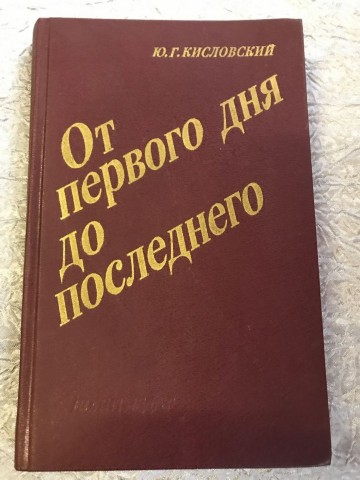 Ю.Г.КИСЛОВСКИЙ
От
первого дня
до
последнего